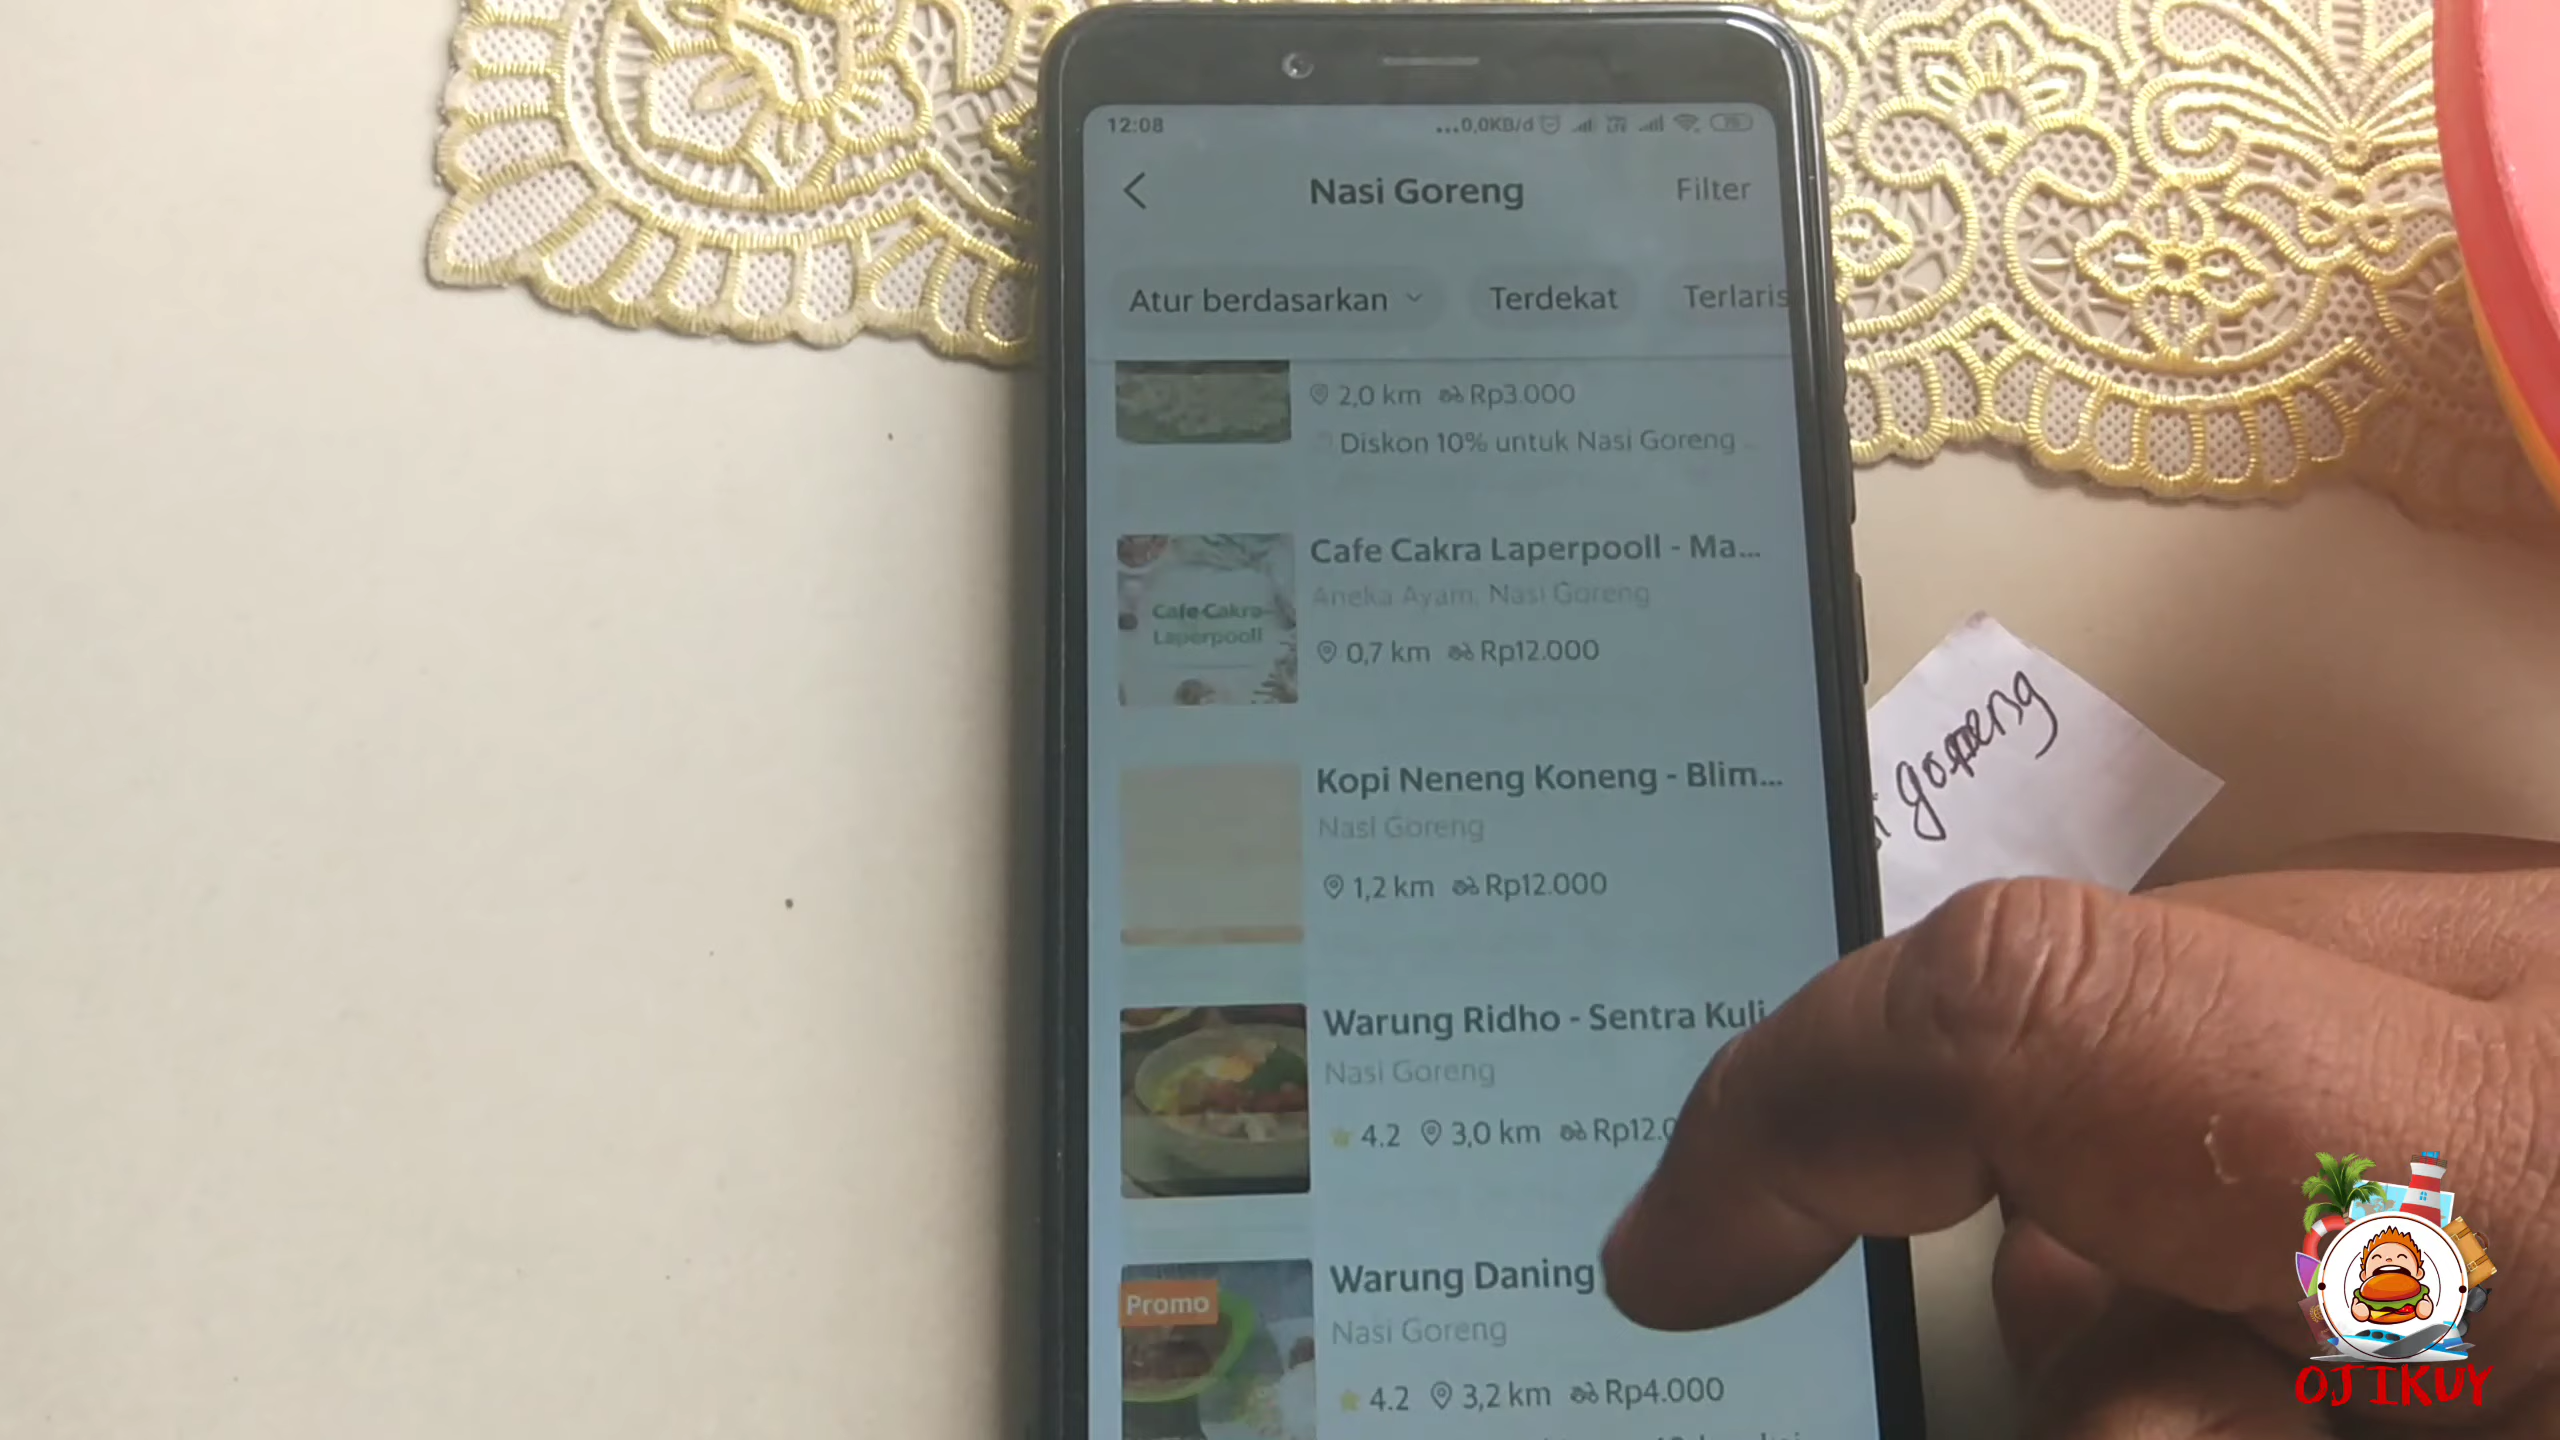 12:08
...0,0KB/d
Nasi Goreng
Filter
Atur berdasarkan
Terdekat
Terlaris
2,0 km Rp3.000
Diskon 10% untuk Nasi Goreng ..
Cafe Cakra Laperpooll - Ma...
Aneka Ayam, Nasi Goreng
Cafe Cakra
Laperpooll
0,7 km Rp12.000
Kopi Neneng Koneng - Blim...
Nasi Goreng
1,2 km Rp12.000
Warung Ridho - Sentra Kuli
Nasi Goreng
4.2 3,0 km Rp12.0
Warung Daning
Promo
Nasi Goreng
4.2 3,2 km Rp4.000
i goreng
OJIKUY